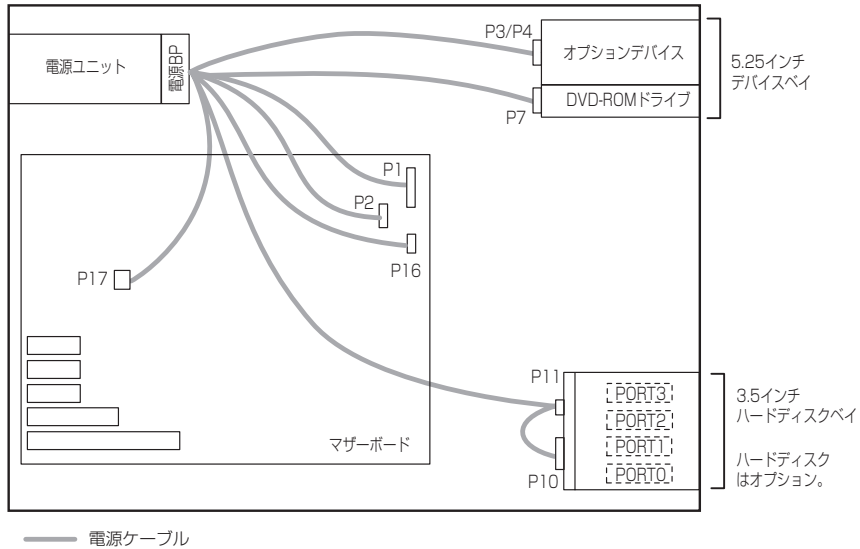 電源ユニット
電源BP
P3/P4
オプションデバイス
P7
DVD-ROMドライブ
5.25インチ
デバイスベイ
P1
P2
P16
P17
マザーボード
P11
P10
PORT3
PORT2
PORT1
PORT0
3.5インチ
ハードディスクベイ
ハードディスク
はオプション。
電源ケーブル